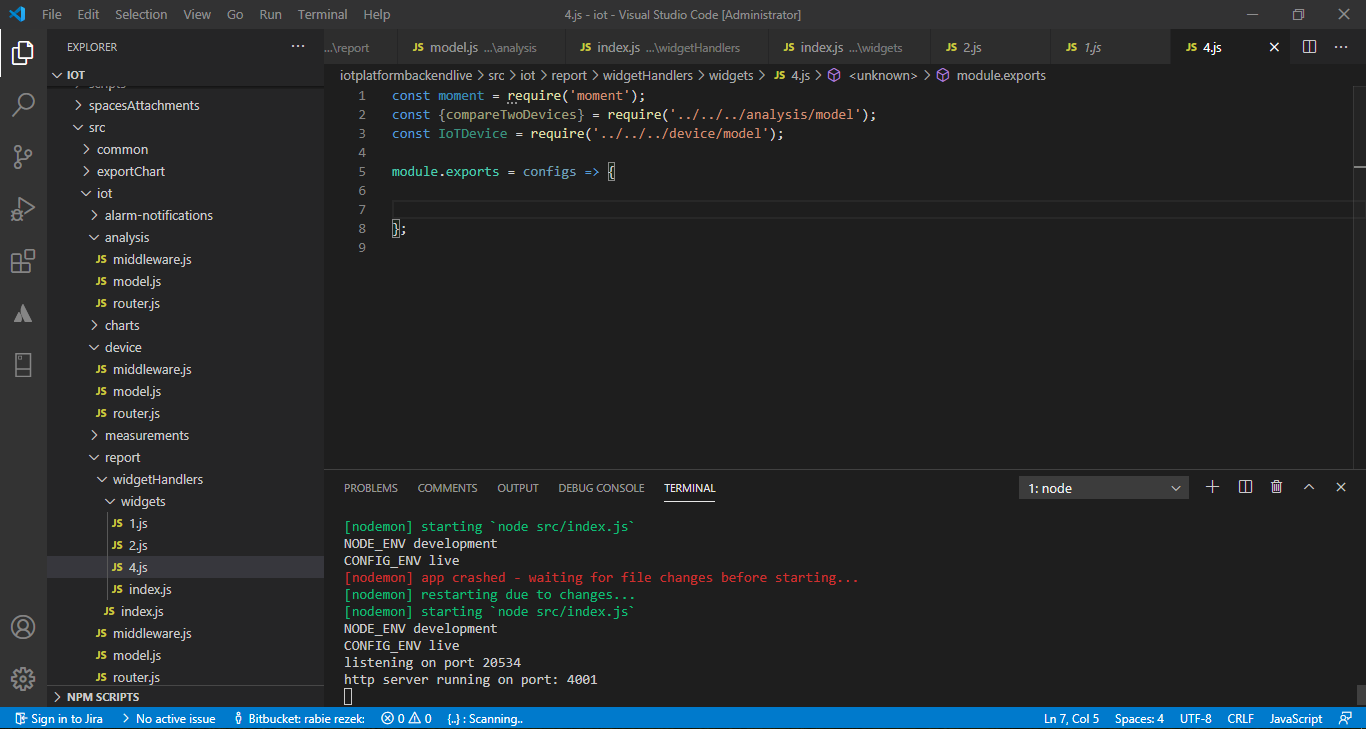 File Edit Selection View Go Run Terminal Help 4.js - iot - Visual Studio Code [Administrator]
EXPLORER ...
...\report JS model.js ...\analysis JS index.js ...\widgetHandlers JS index.js ...\widgets JS 2.js JS 1.js JS 4.js
IOT
scripts
spacesAttachments
src
common
exportChart
iot
alarm-notifications
analysis
JS middleware.js
JS model.js
JS router.js
charts
device
JS middleware.js
JS model.js
JS router.js
measurements
report
widgetHandlers
widgets
JS 1.js
JS 2.js
JS 4.js
JS index.js
JS index.js
JS middleware.js
JS model.js
JS router.js
NPM SCRIPTS
iotplatformbackendlive > src > iot > report > widgetHandlers > widgets > JS 4.js > <unknown> > module.exports
1 const moment = require('moment');
2 const {compareTwoDevices} = require('../../../analysis/model');
3 const IoTDevice = require('../../../device/model');
4
5 module.exports = configs => {
6
7
8 };
9
PROBLEMS COMMENTS OUTPUT DEBUG CONSOLE TERMINAL 1: node
[nodemon] starting `node src/index.js`
NODE_ENV development
CONFIG_ENV live
[nodemon] app crashed - waiting for file changes before starting...
[nodemon] restarting due to changes...
[nodemon] starting `node src/index.js`
NODE_ENV development
CONFIG_ENV live
listening on port 20534
http server running on port: 4001
Sign in to Jira No active issue Bitbucket: rabie rezek: 0 0 {..} : Scanning.. Ln 7, Col 5 Spaces: 4 UTF-8 CRLF JavaScript